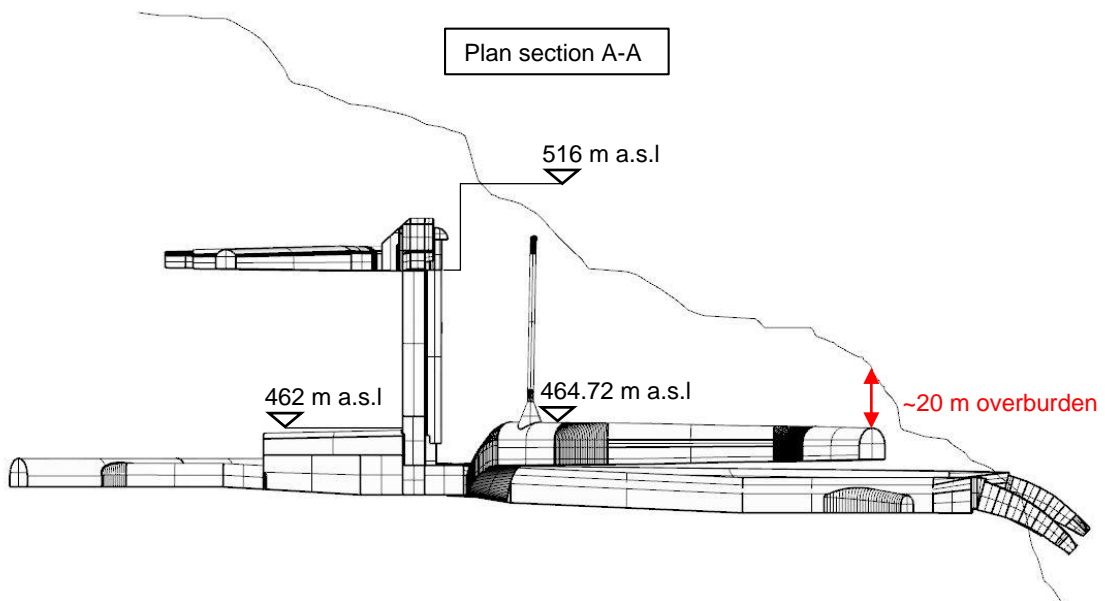 Plan section A-A
516 m a.s.l
462 m a.s.l
464.72 m a.s.l
~20 m overburden